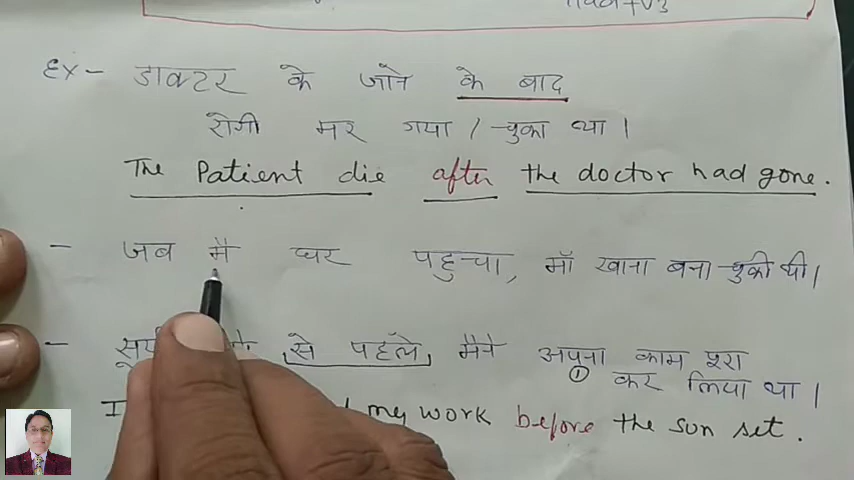 Ex- डाक्टर के जाने के बाद
रोगी मर गया / चुका था।
The Patient die after the doctor had gone.
- जब मै घर पहुचा, माँ खाना बना चुकी थी।
- से पहले मैने अपना काम पूरा
① कर लिया था।
I my work before the sun set.